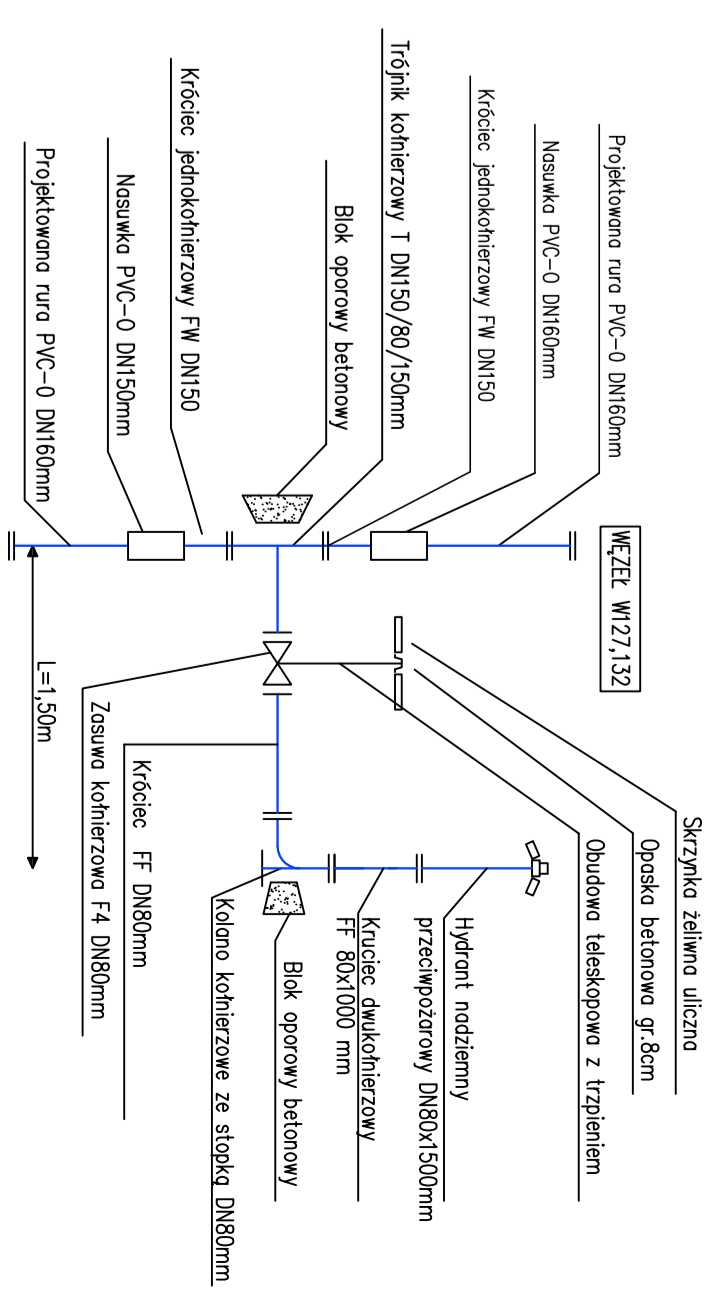 WĘZEŁ W127,132
Projektowana rura PVC-O DN160mm
Nasuwka PVC-O DN160mm
Króciec jednokołnierzowy FW DN150
Trójnik kołnierzowy T DN150/80/150mm
Blok oporowy betonowy
Króciec jednokołnierzowy FW DN150
Nasuwka PVC-O DN150mm
Projektowana rura PVC-O DN160mm
Skrzynka żeliwna uliczna
Opaska betonowa gr.8cm
Obudowa teleskopowa z trzpieniem
Hydrant nadziemny
przeciwpożarowy DN80x1500mm
Kruciec dwukołnierzowy
FF 80x1000 mm
Blok oporowy betonowy
Kolano kołnierzowe ze stopką DN80mm
Króciec FF DN80mm
Zasuwa kołnierzowa F4 DN80mm
L=1,50m